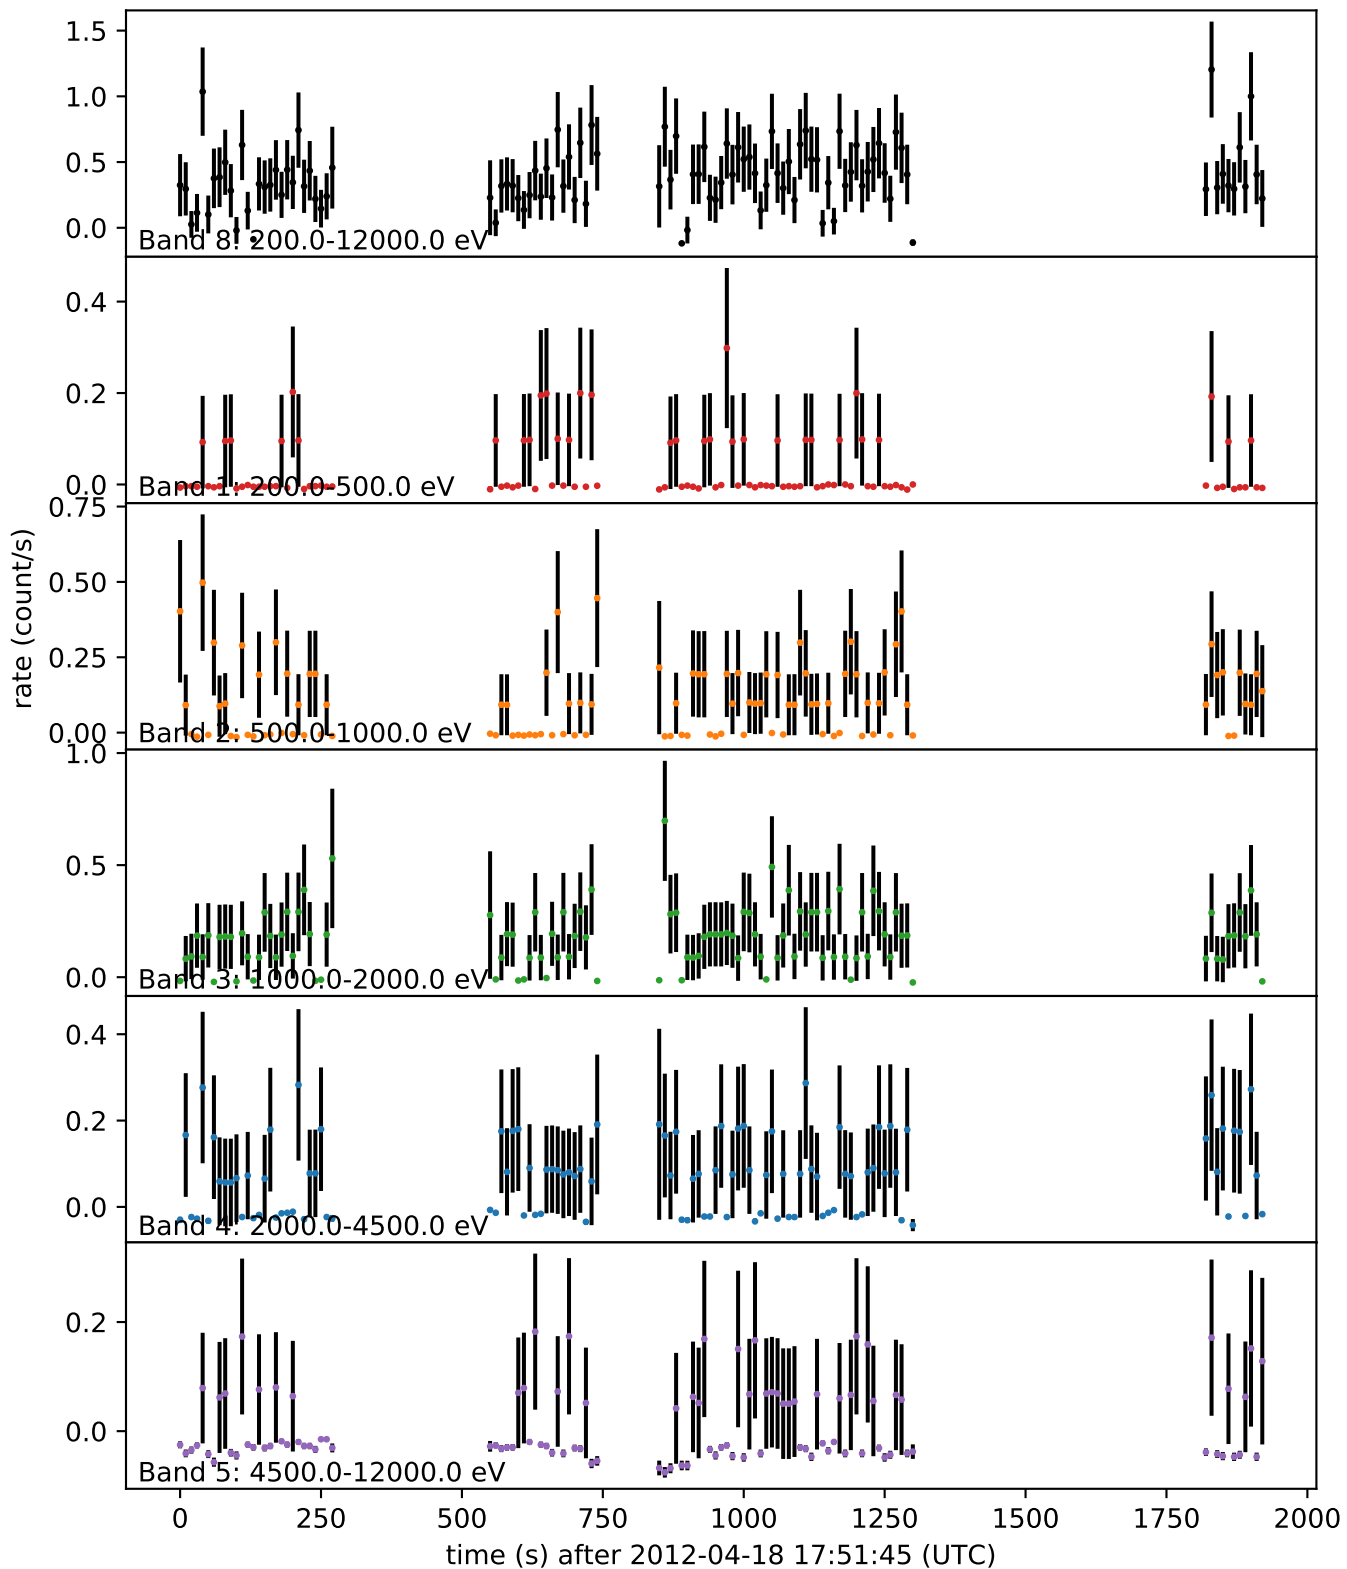 1.5
1.0
0.5
0.0
Band 8: 200.0-12000.0 eV
0.4
0.2
0.0
Band 1: 200.0-500.0 eV
0.75
0.50
0.25
0.00
Band 2: 500.0-1000.0 eV
rate (count/s)
1.0
0.5
0.0
Band 3: 1000.0-2000.0 eV
0.4
0.2
0.0
Band 4: 2000.0-4500.0 eV
0.2
0.0
Band 5: 4500.0-12000.0 eV
0 250 500 750 1000 1250 1500 1750 2000
time (s) after 2012-04-18 17:51:45 (UTC)